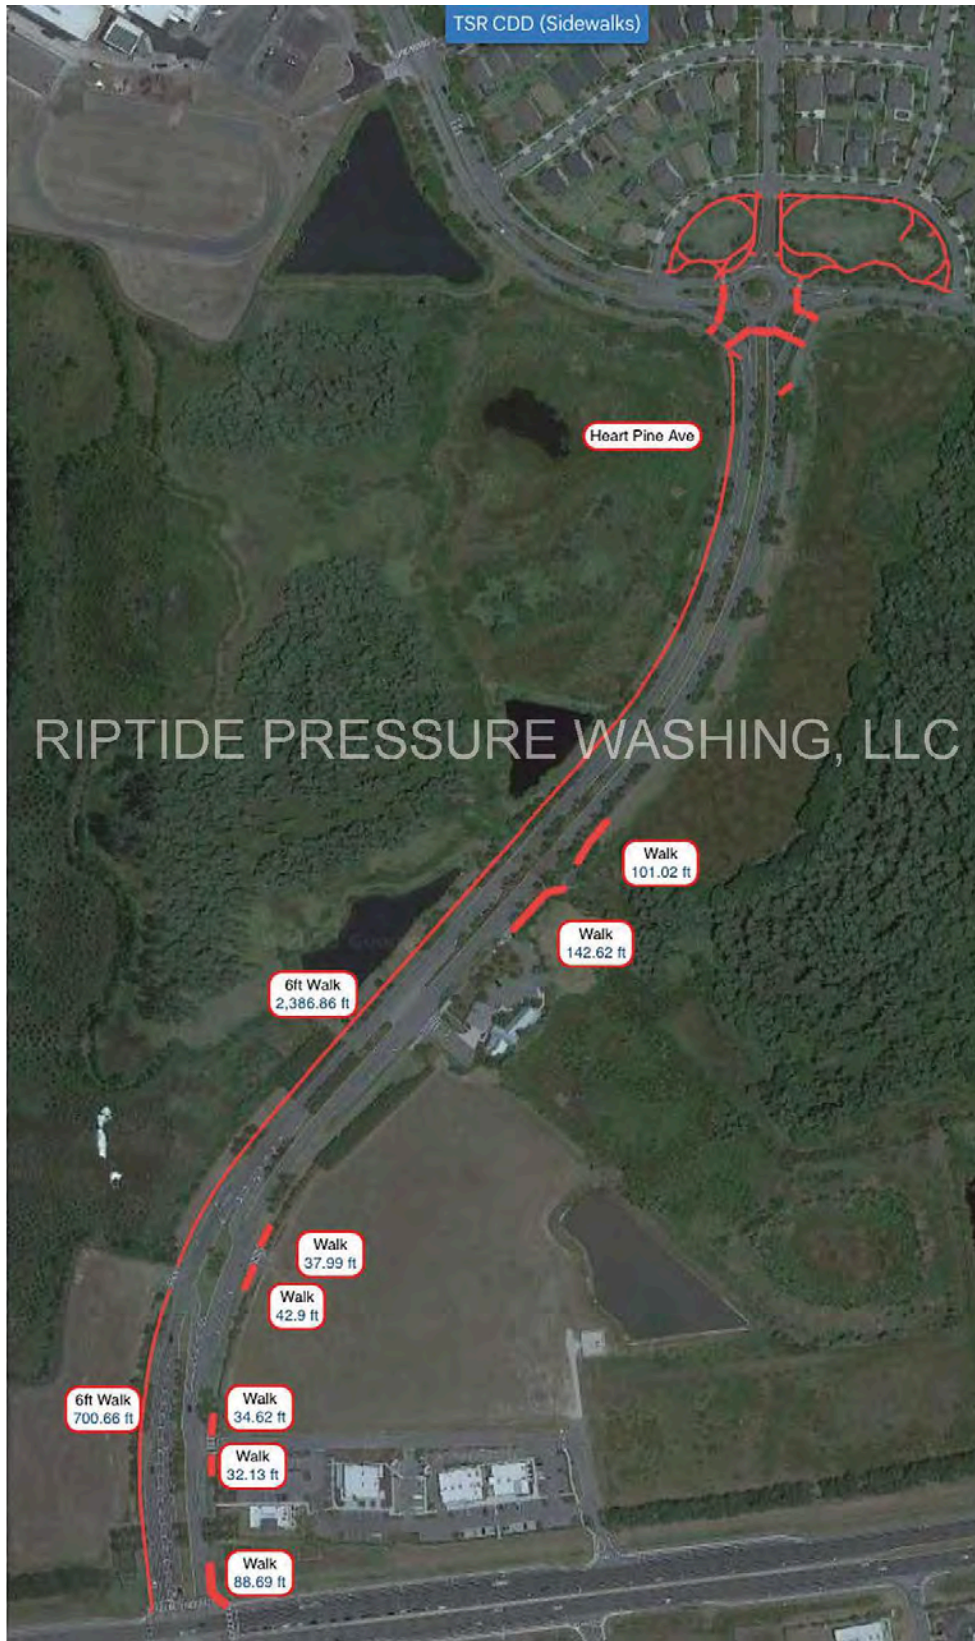 TSR CDD (Sidewalks)
Heart Pine Ave
RIPTIDE PRESSURE WASHING, LLC
Walk
101.02 ft
Walk
142.62 ft
6ft Walk
2,386.86 ft
Walk
37.99 ft
Walk
42.9 ft
6ft Walk
700.66 ft
Walk
34.62 ft
Walk
32.13 ft
Walk
88.69 ft